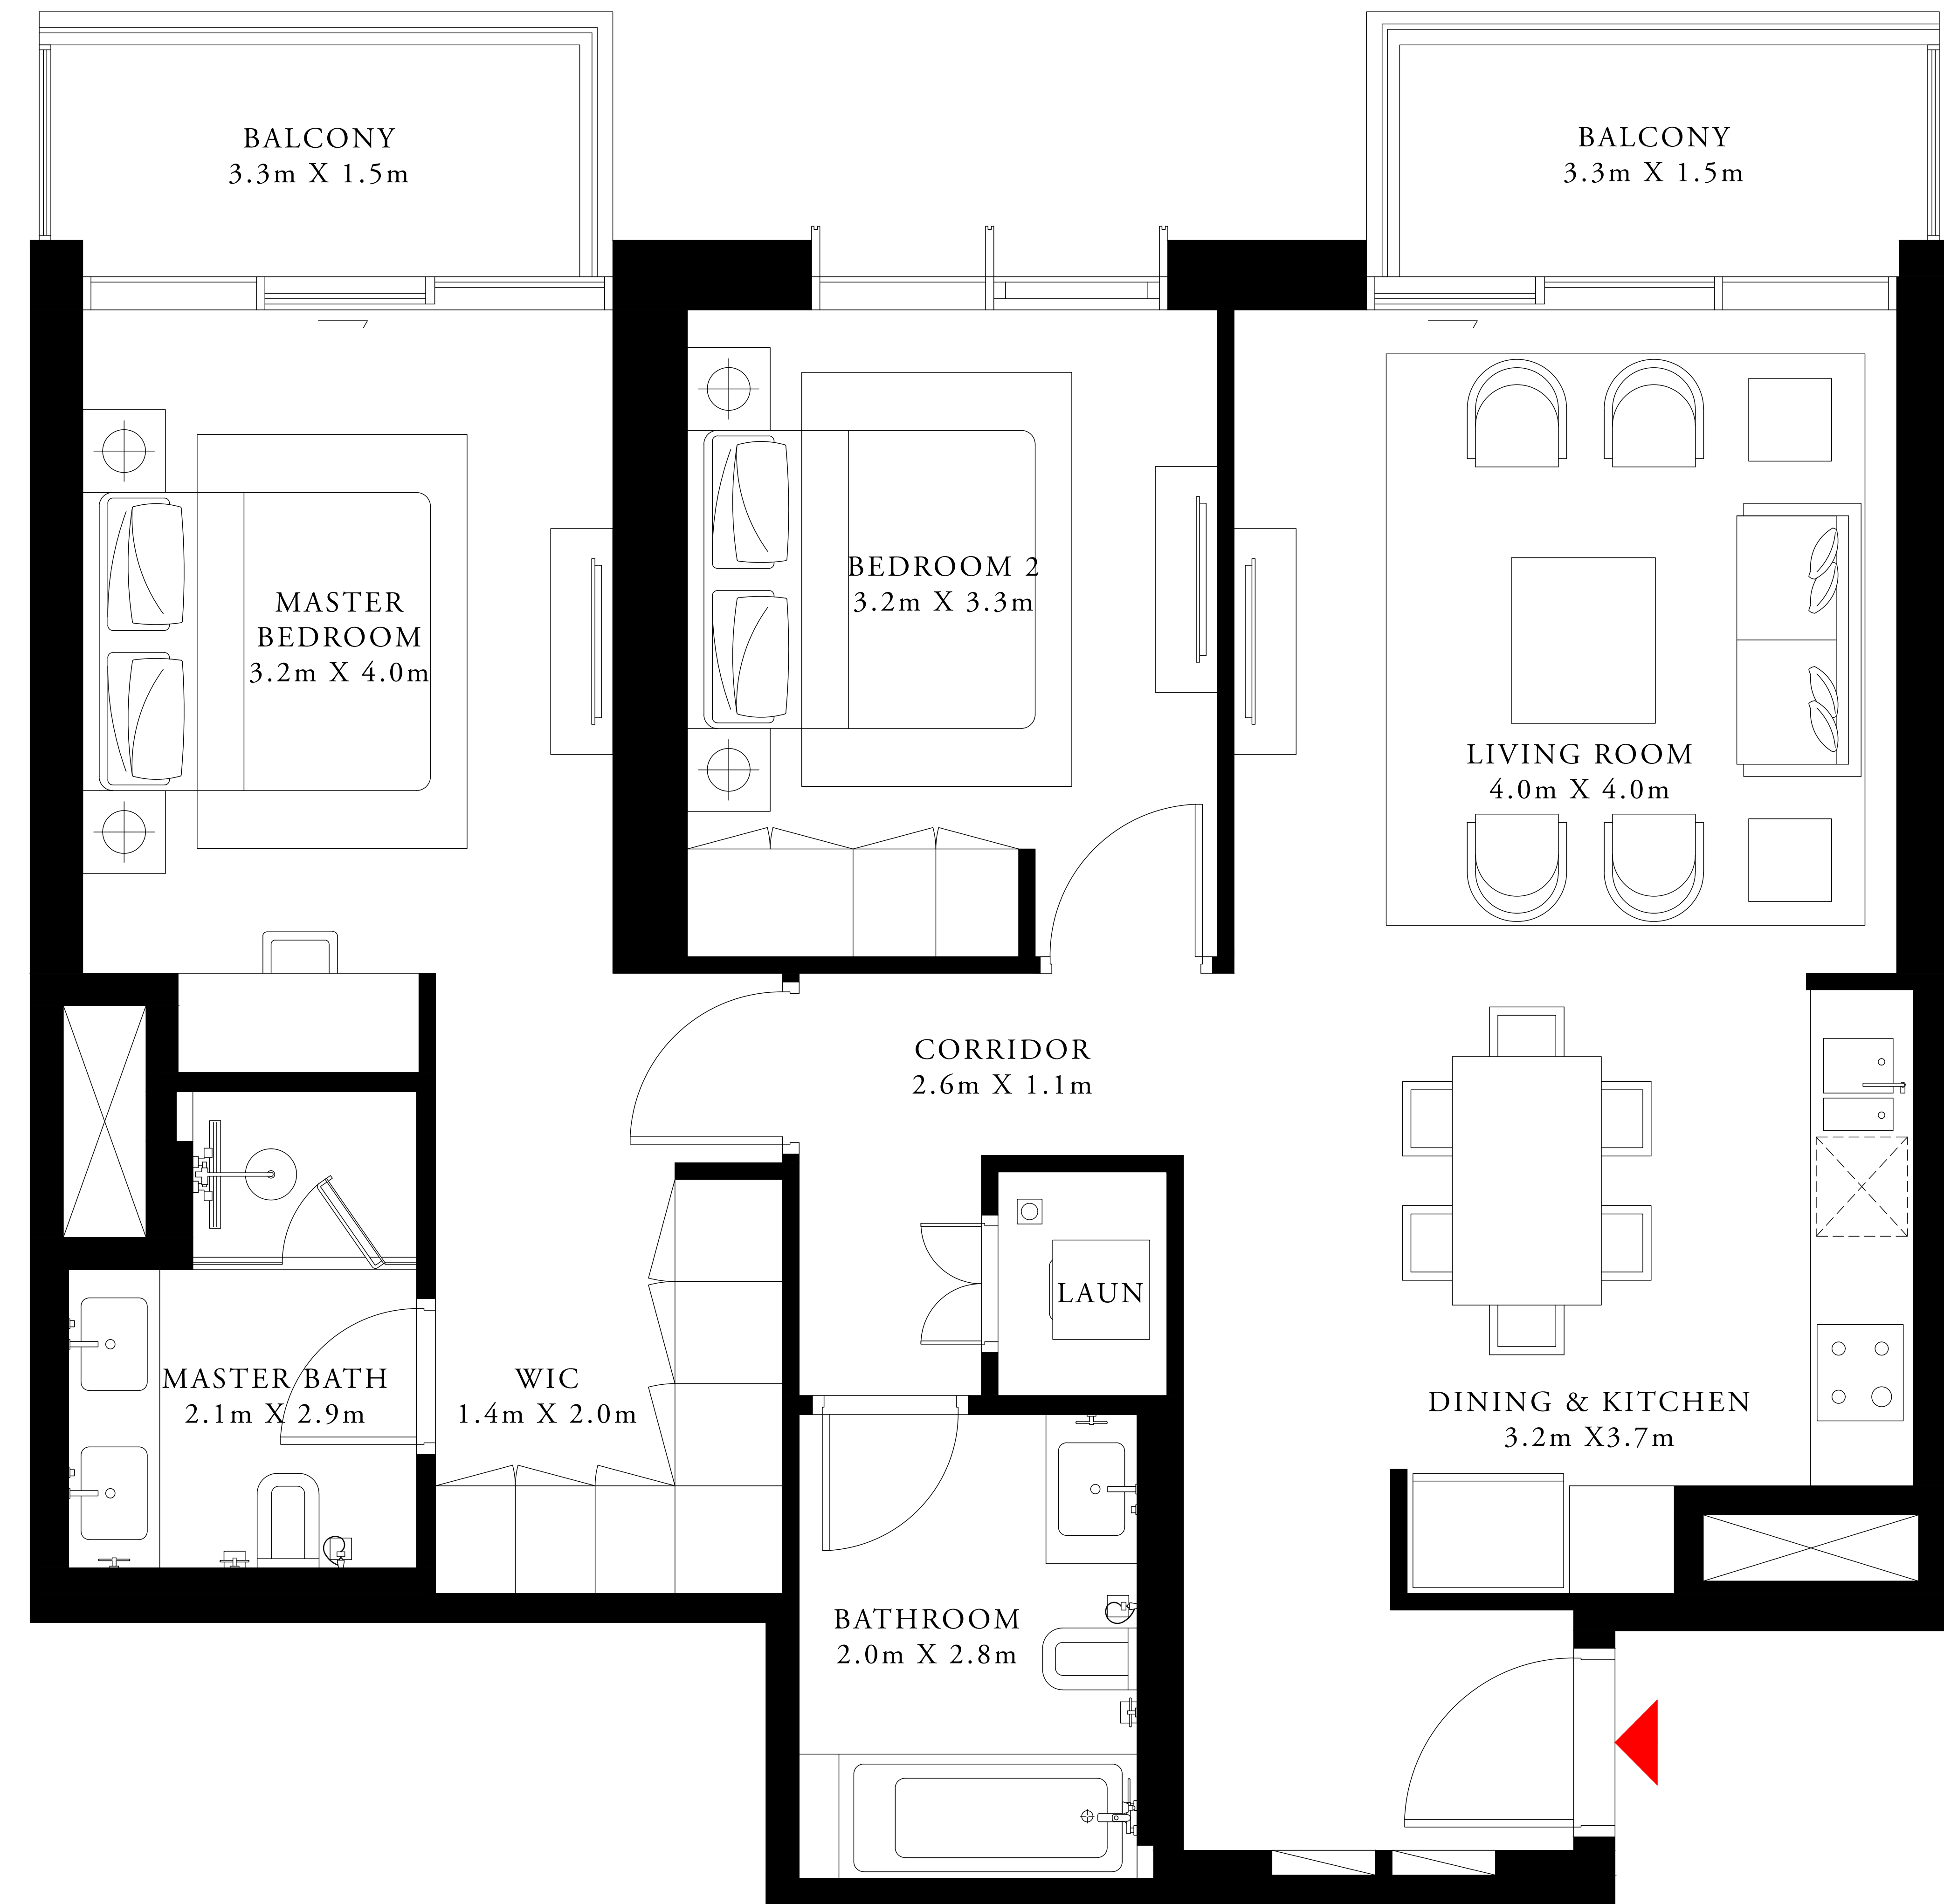 BALCONY
3.3m X 1.5m
BALCONY
3.3m X 1.5m
MASTER
BEDROOM
3.2m X 4.0m
BEDROOM 2
3.2m X 3.3m
LIVING ROOM
4.0m X 4.0m
CORRIDOR
2.6m X 1.1m
LAUN
MASTER BATH
2.1m X 2.9m
WIC
1.4m X 2.0m
DINING & KITCHEN
3.2m X3.7m
BATHROOM
2.0m X 2.8m